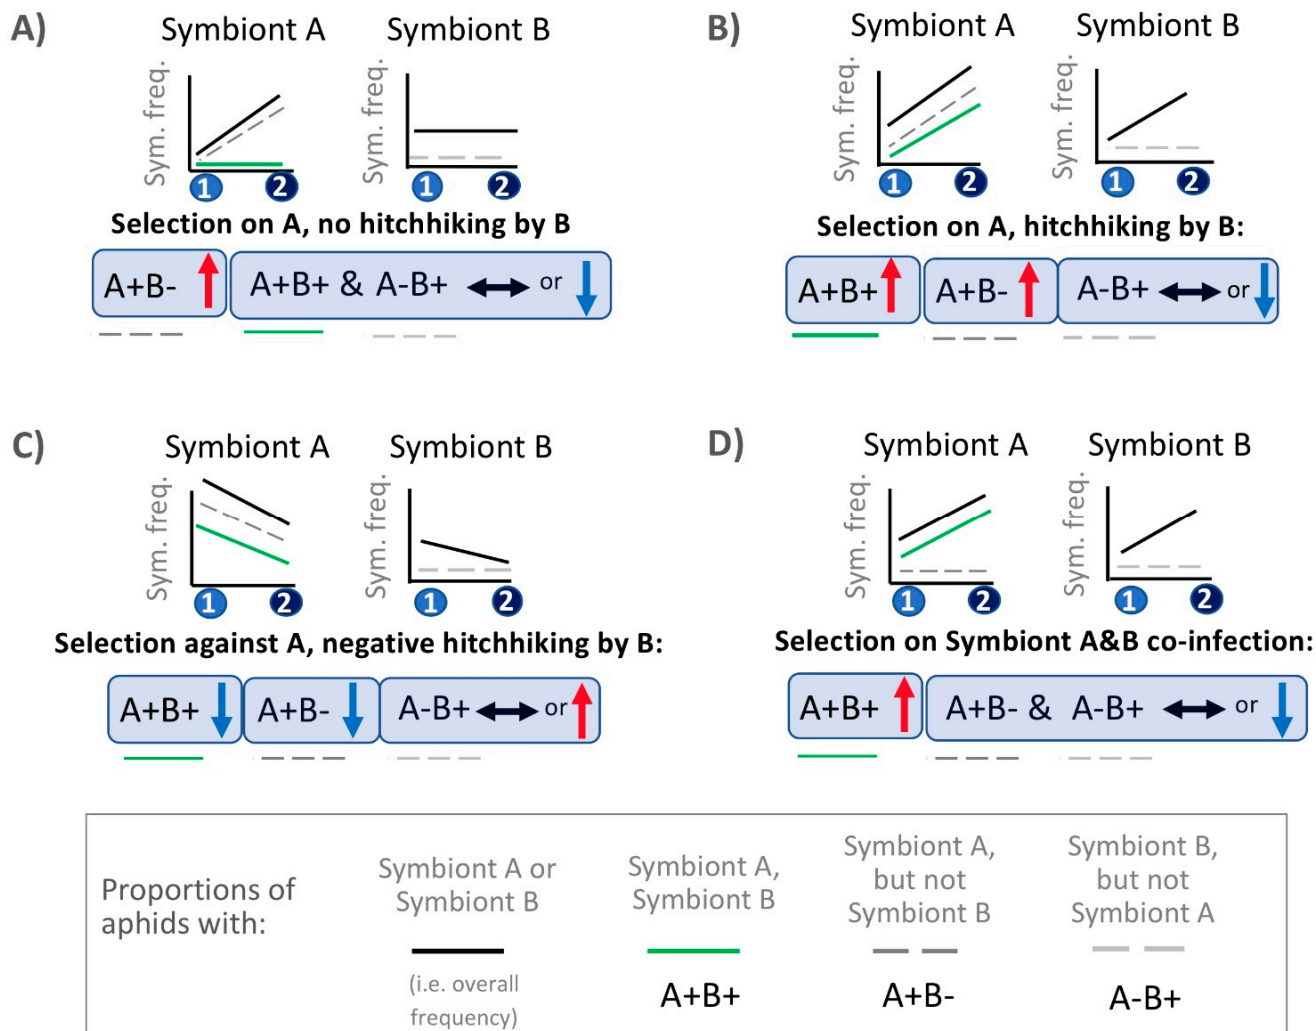 A)
Symbiont A
Symbiont B
Sym. freq.
Sym. freq.
1
2
1
2
Selection on A, no hitchhiking by B
A+B-
A+B+ & A-B+
or
B)
Symbiont A
Symbiont B
Sym. freq.
Sym. freq.
1
2
1
2
Selection on A, hitchhiking by B:
A+B+
A+B-
A-B+
or
C)
Symbiont A
Symbiont B
Sym. freq.
Sym. freq.
1
2
1
2
Selection against A, negative hitchhiking by B:
A+B+
A+B-
A-B+
or
D)
Symbiont A
Symbiont B
Sym. freq.
Sym. freq.
1
2
1
2
Selection on Symbiont A&B co-infection:
A+B+
A+B- & A-B+
or
Proportions of
aphids with:
Symbiont A or
Symbiont B
(i.e. overall
frequency)
Symbiont A,
Symbiont B
A+B+
Symbiont A,
but not
Symbiont B
A+B-
Symbiont B,
but not
Symbiont A
A-B+